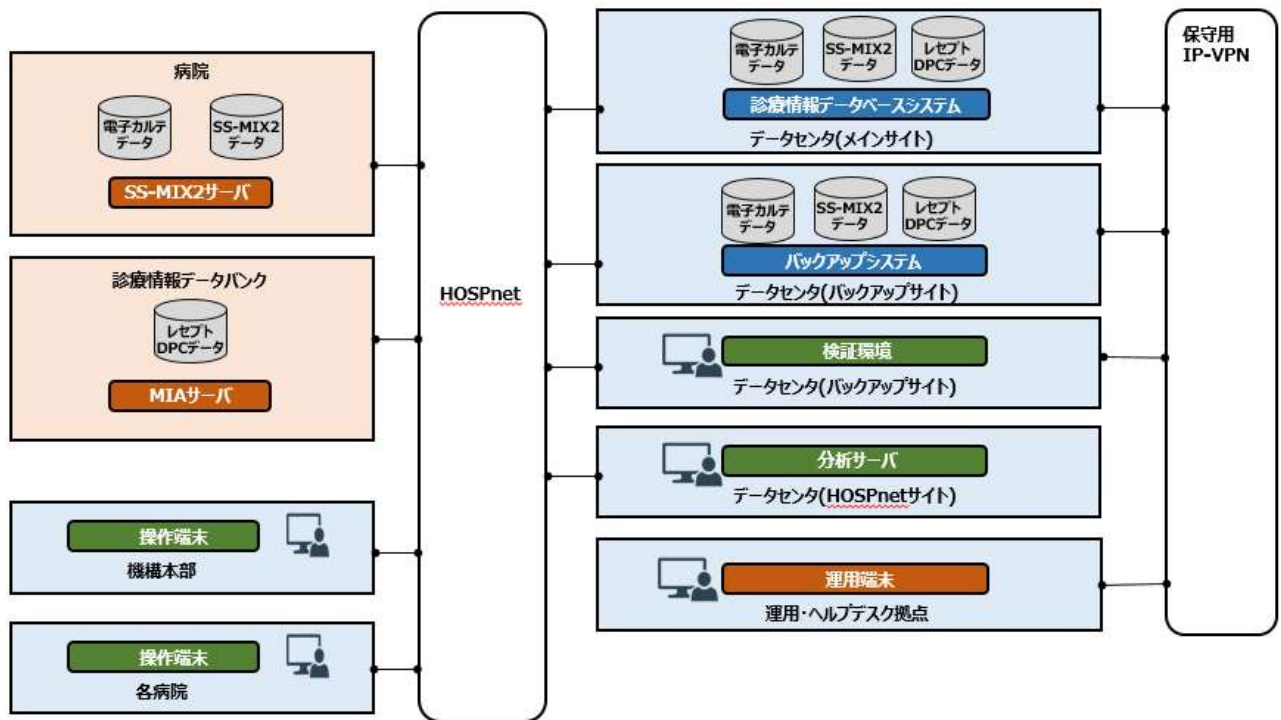 病院
電子カルテ
データ
SS-MIX2
データ
SS-MIX2サーバ
診療情報データバンク
レセプト
DPCデータ
MIAサーバ
操作端末
機構本部
操作端末
各病院
HOSPnet
電子カルテ
データ
SS-MIX2
データ
レセプト
DPCデータ
診療情報データベースシステム
データセンタ(メインサイト)
電子カルテ
データ
SS-MIX2
データ
レセプト
DPCデータ
バックアップシステム
データセンタ(バックアップサイト)
検証環境
データセンタ(バックアップサイト)
分析サーバ
データセンタ(HOSPnetサイト)
運用端末
運用・ヘルプデスク拠点
保守用
IP-VPN